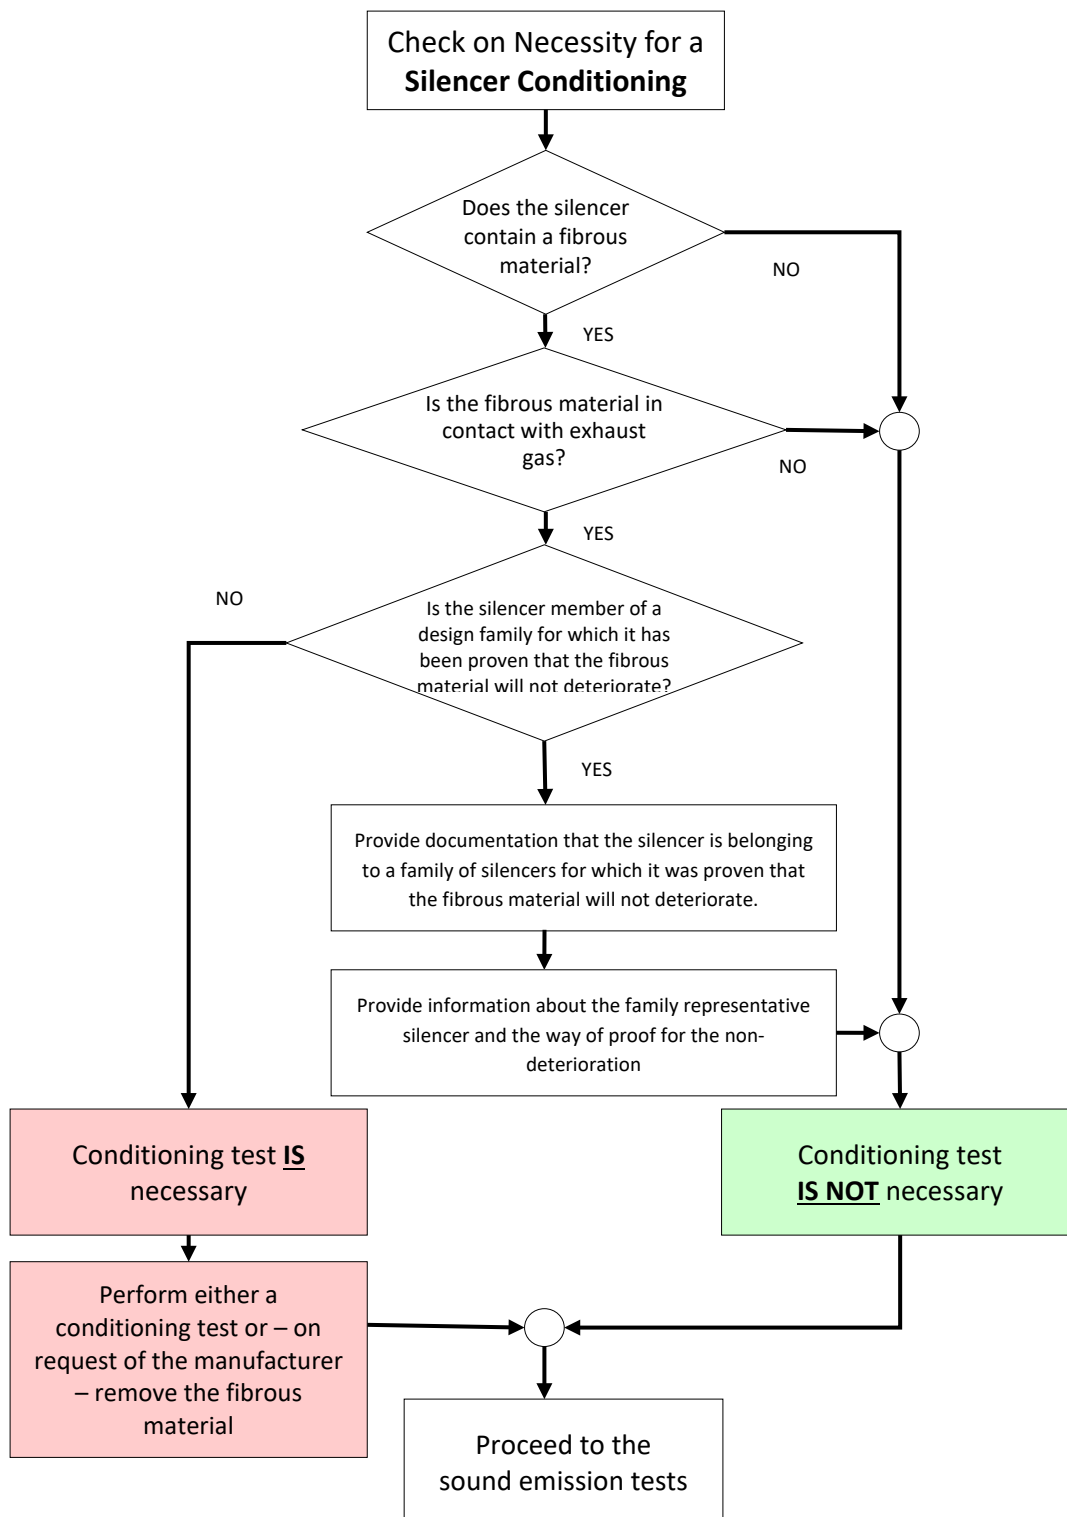 Check on Necessity for a
Silencer Conditioning
Does the silencer
contain a fibrous
material?
NO
YES
Is the fibrous material in
contact with exhaust
gas?
NO
YES
NO
Is the silencer member of a
design family for which it has
been proven that the fibrous
material will not deteriorate?
YES
Provide documentation that the silencer is belonging
to a family of silencers for which it was proven that
the fibrous material will not deteriorate.
Provide information about the family representative
silencer and the way of proof for the non-
deterioration
Conditioning test IS
necessary
Conditioning test
IS NOT necessary
Perform either a
conditioning test or – on
request of the manufacturer
– remove the fibrous
material
Proceed to the
sound emission tests